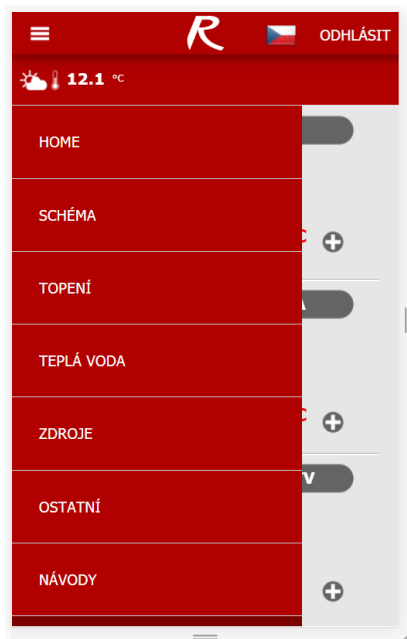 R
ODHLÁSIT
12.1 °C
HOME
SCHÉMA
TOPENÍ
TEPLÁ VODA
ZDROJE
OSTATNÍ
NÁVODY